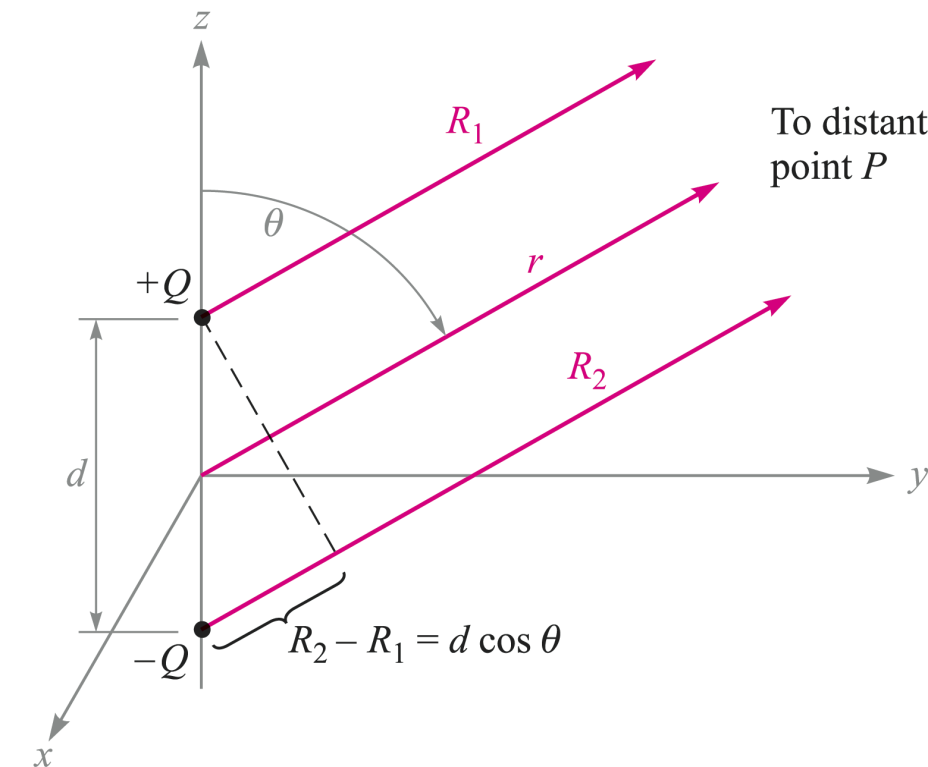 z
R₁
To distant
point P
θ
r
+Q
R₂
d
y
R₂ – R₁ = d cos θ
–Q
x